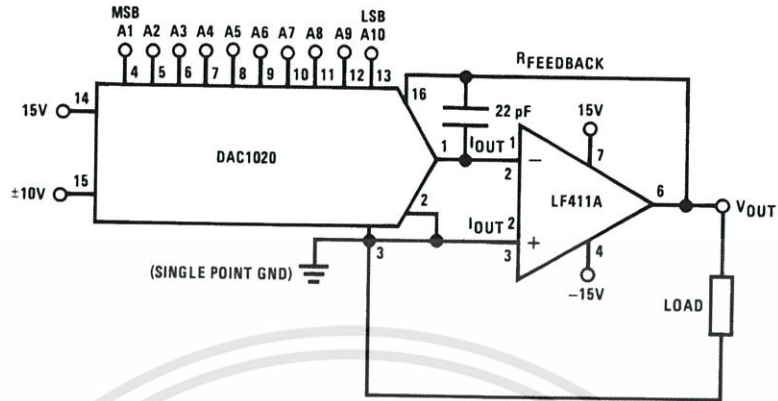 MSB LSB
A1 A2 A3 A4 A5 A6 A7 A8 A9 A10
4 5 6 7 8 9 10 11 12 13
RFEEDBACK
16
22 pF
15V 14
15V
IOUT 1
1
2
7
DAC1020
−
LF411A
6
VOUT
±10V 15
2
IOUT 2
3
+
4
3
(SINGLE POINT GND)
−15V
LOAD